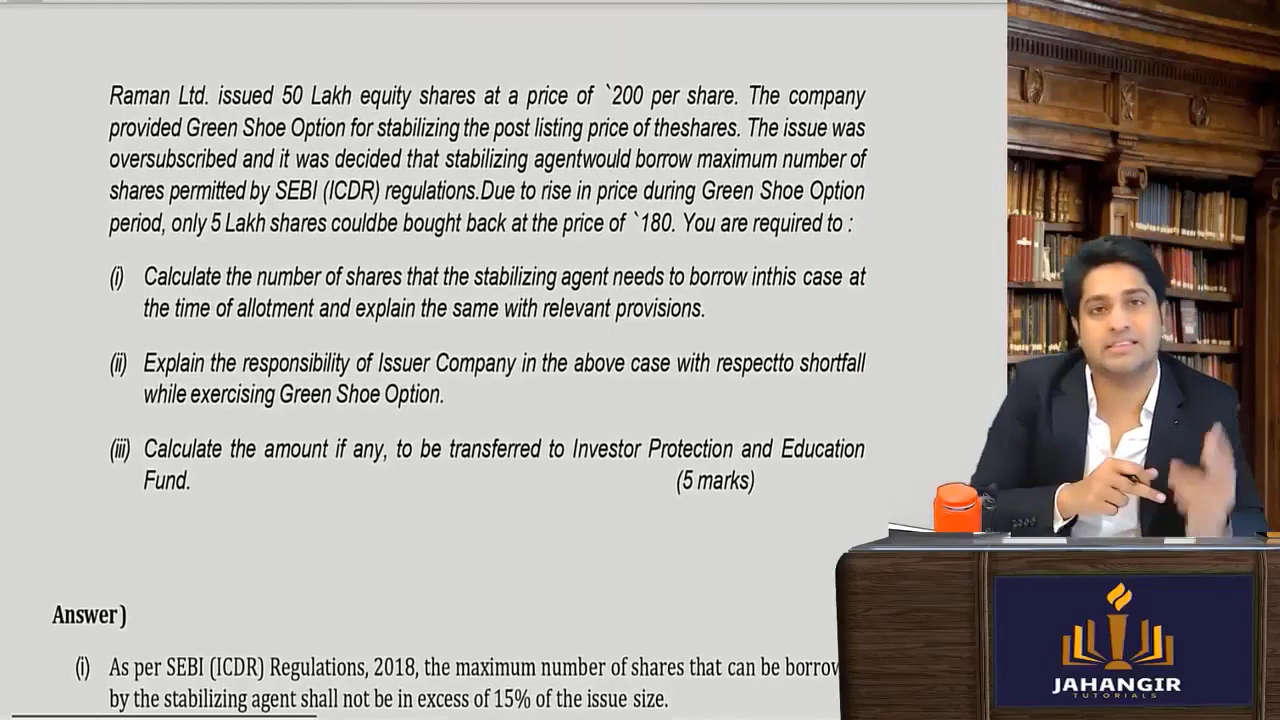 Raman Ltd. issued 50 Lakh equity shares at a price of `200 per share. The company
provided Green Shoe Option for stabilizing the post listing price of theshares. The issue was
oversubscribed and it was decided that stabilizing agentwould borrow maximum number of
shares permitted by SEBI (ICDR) regulations.Due to rise in price during Green Shoe Option
period, only 5 Lakh shares couldbe bought back at the price of `180. You are required to :
(i) Calculate the number of shares that the stabilizing agent needs to borrow inthis case at
the time of allotment and explain the same with relevant provisions.
(ii) Explain the responsibility of Issuer Company in the above case with respectto shortfall
while exercising Green Shoe Option.
(iii) Calculate the amount if any, to be transferred to Investor Protection and Education
Fund. (5 marks)
Answer)
(i) As per SEBI (ICDR) Regulations, 2018, the maximum number of shares that can be borrow
by the stabilizing agent shall not be in excess of 15% of the issue size.
JAHANGIR
TUTORIALS